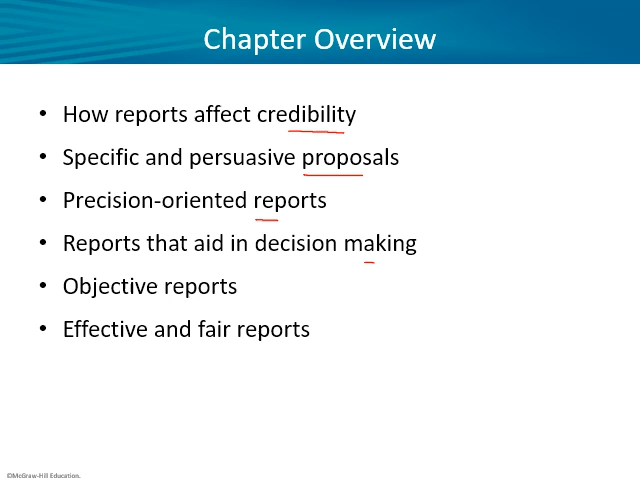 Chapter Overview
• How reports affect credibility
• Specific and persuasive proposals
• Precision-oriented reports
• Reports that aid in decision making
• Objective reports
• Effective and fair reports
©McGraw-Hill Education.